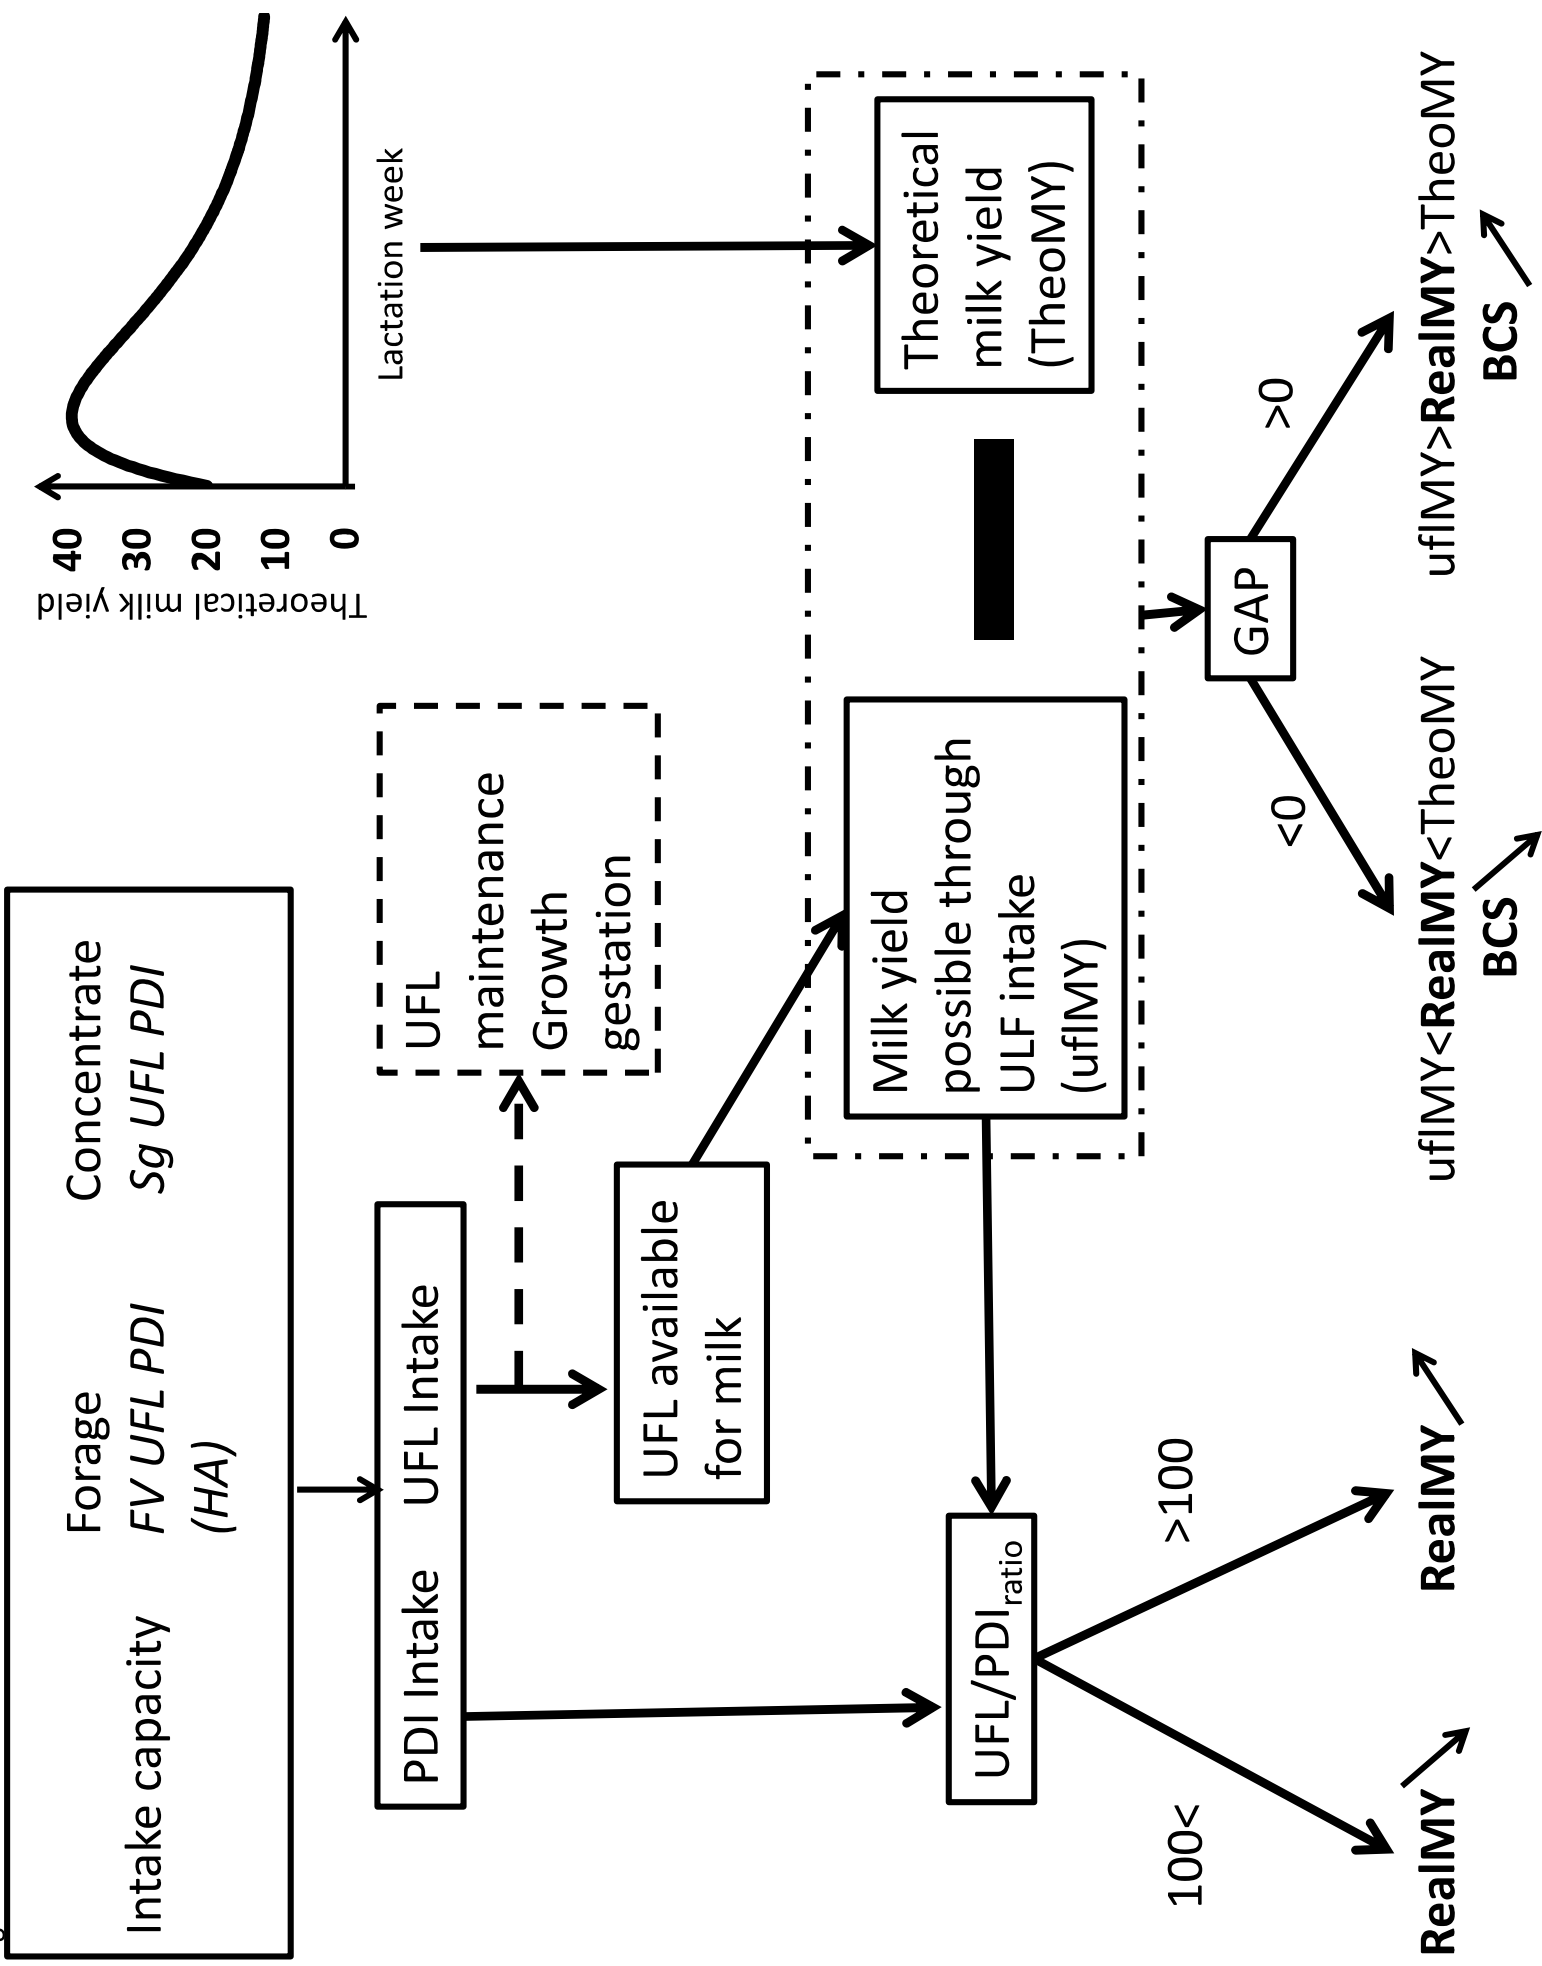 Intake capacity
Forage
FV UFL PDI
(HA)
Concentrate
Sg UFL PDI
Theoretical milk yield
40
30
20
10
0
Lactation week
PDI Intake UFL Intake
UFL
maintenance
Growth
gestation
UFL available
for milk
Milk yield
possible through
ULF intake
(uflMY)
Theoretical
milk yield
(TheoMY)
UFL/PDIratio
GAP
100<
>100
<0
>0
RealMY
RealMY
uflMY<RealMY<TheoMY
BCS
uflMY>RealMY>TheoMY
BCS